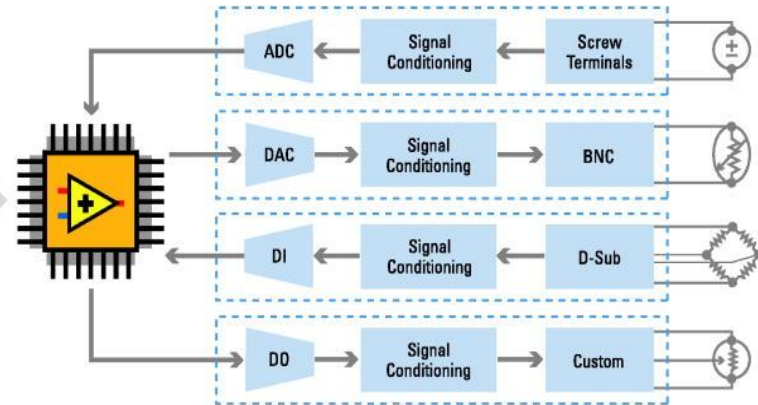 ADC
Signal
Conditioning
Screw
Terminals
DAC
Signal
Conditioning
BNC
DI
Signal
Conditioning
D-Sub
DO
Signal
Conditioning
Custom